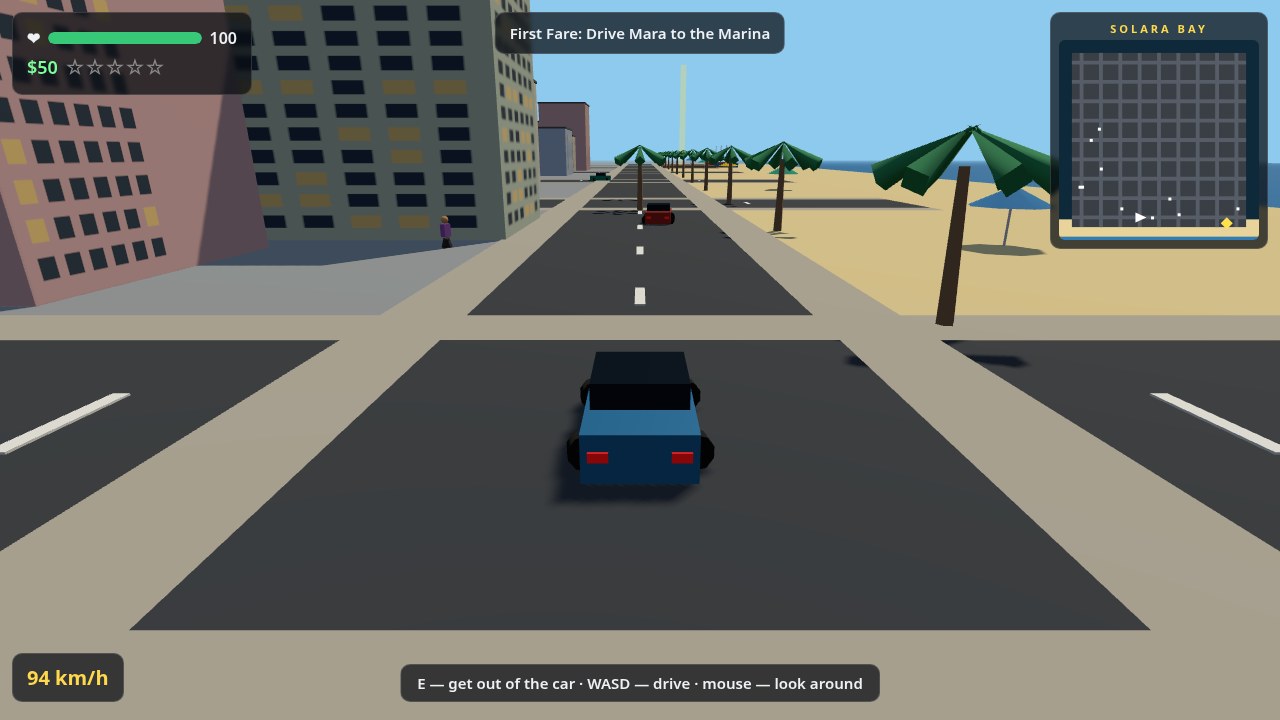 ❤ 100
$50 ☆☆☆☆☆
First Fare: Drive Mara to the Marina
SOLARA BAY
94 km/h
E — get out of the car · WASD — drive · mouse — look around